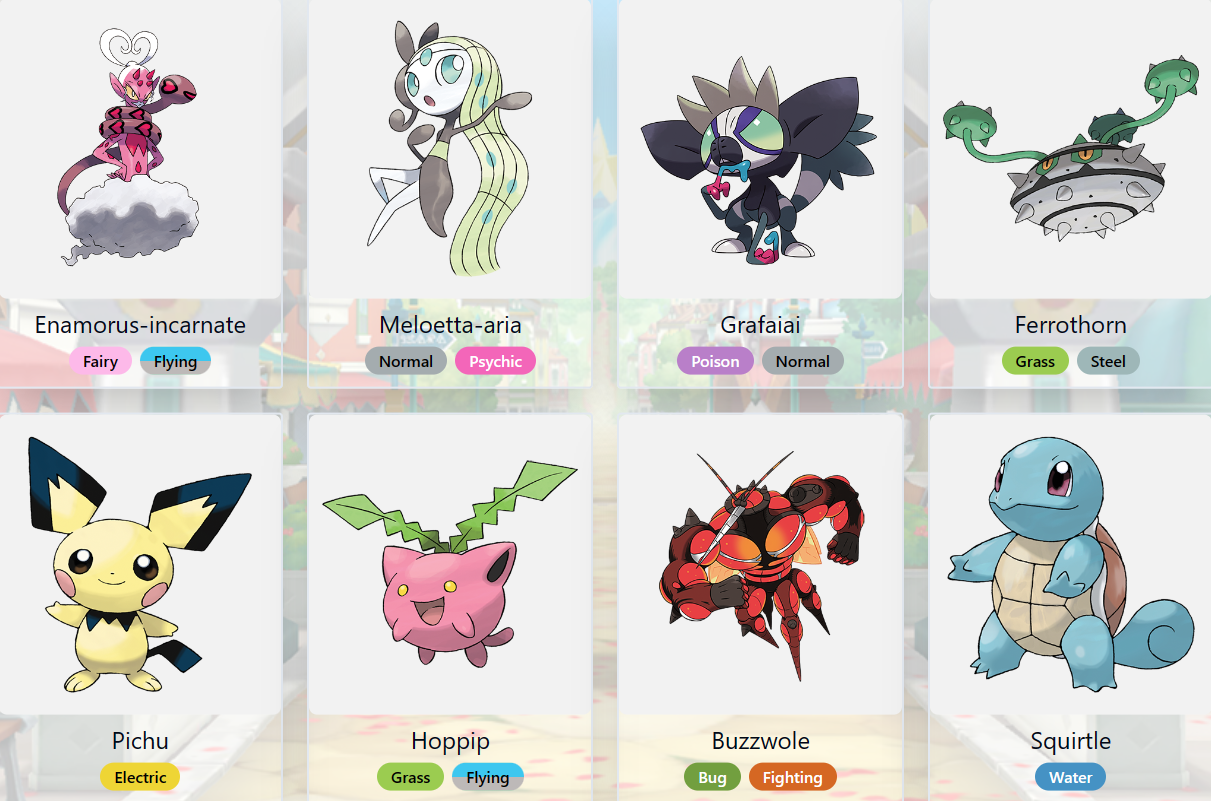 Enamorus-incarnate
Fairy Flying
Meloetta-aria
Normal Psychic
Grafaiai
Poison Normal
Ferrothorn
Grass Steel
Pichu
Electric
Hoppip
Grass Flying
Buzzwole
Bug Fighting
Squirtle
Water